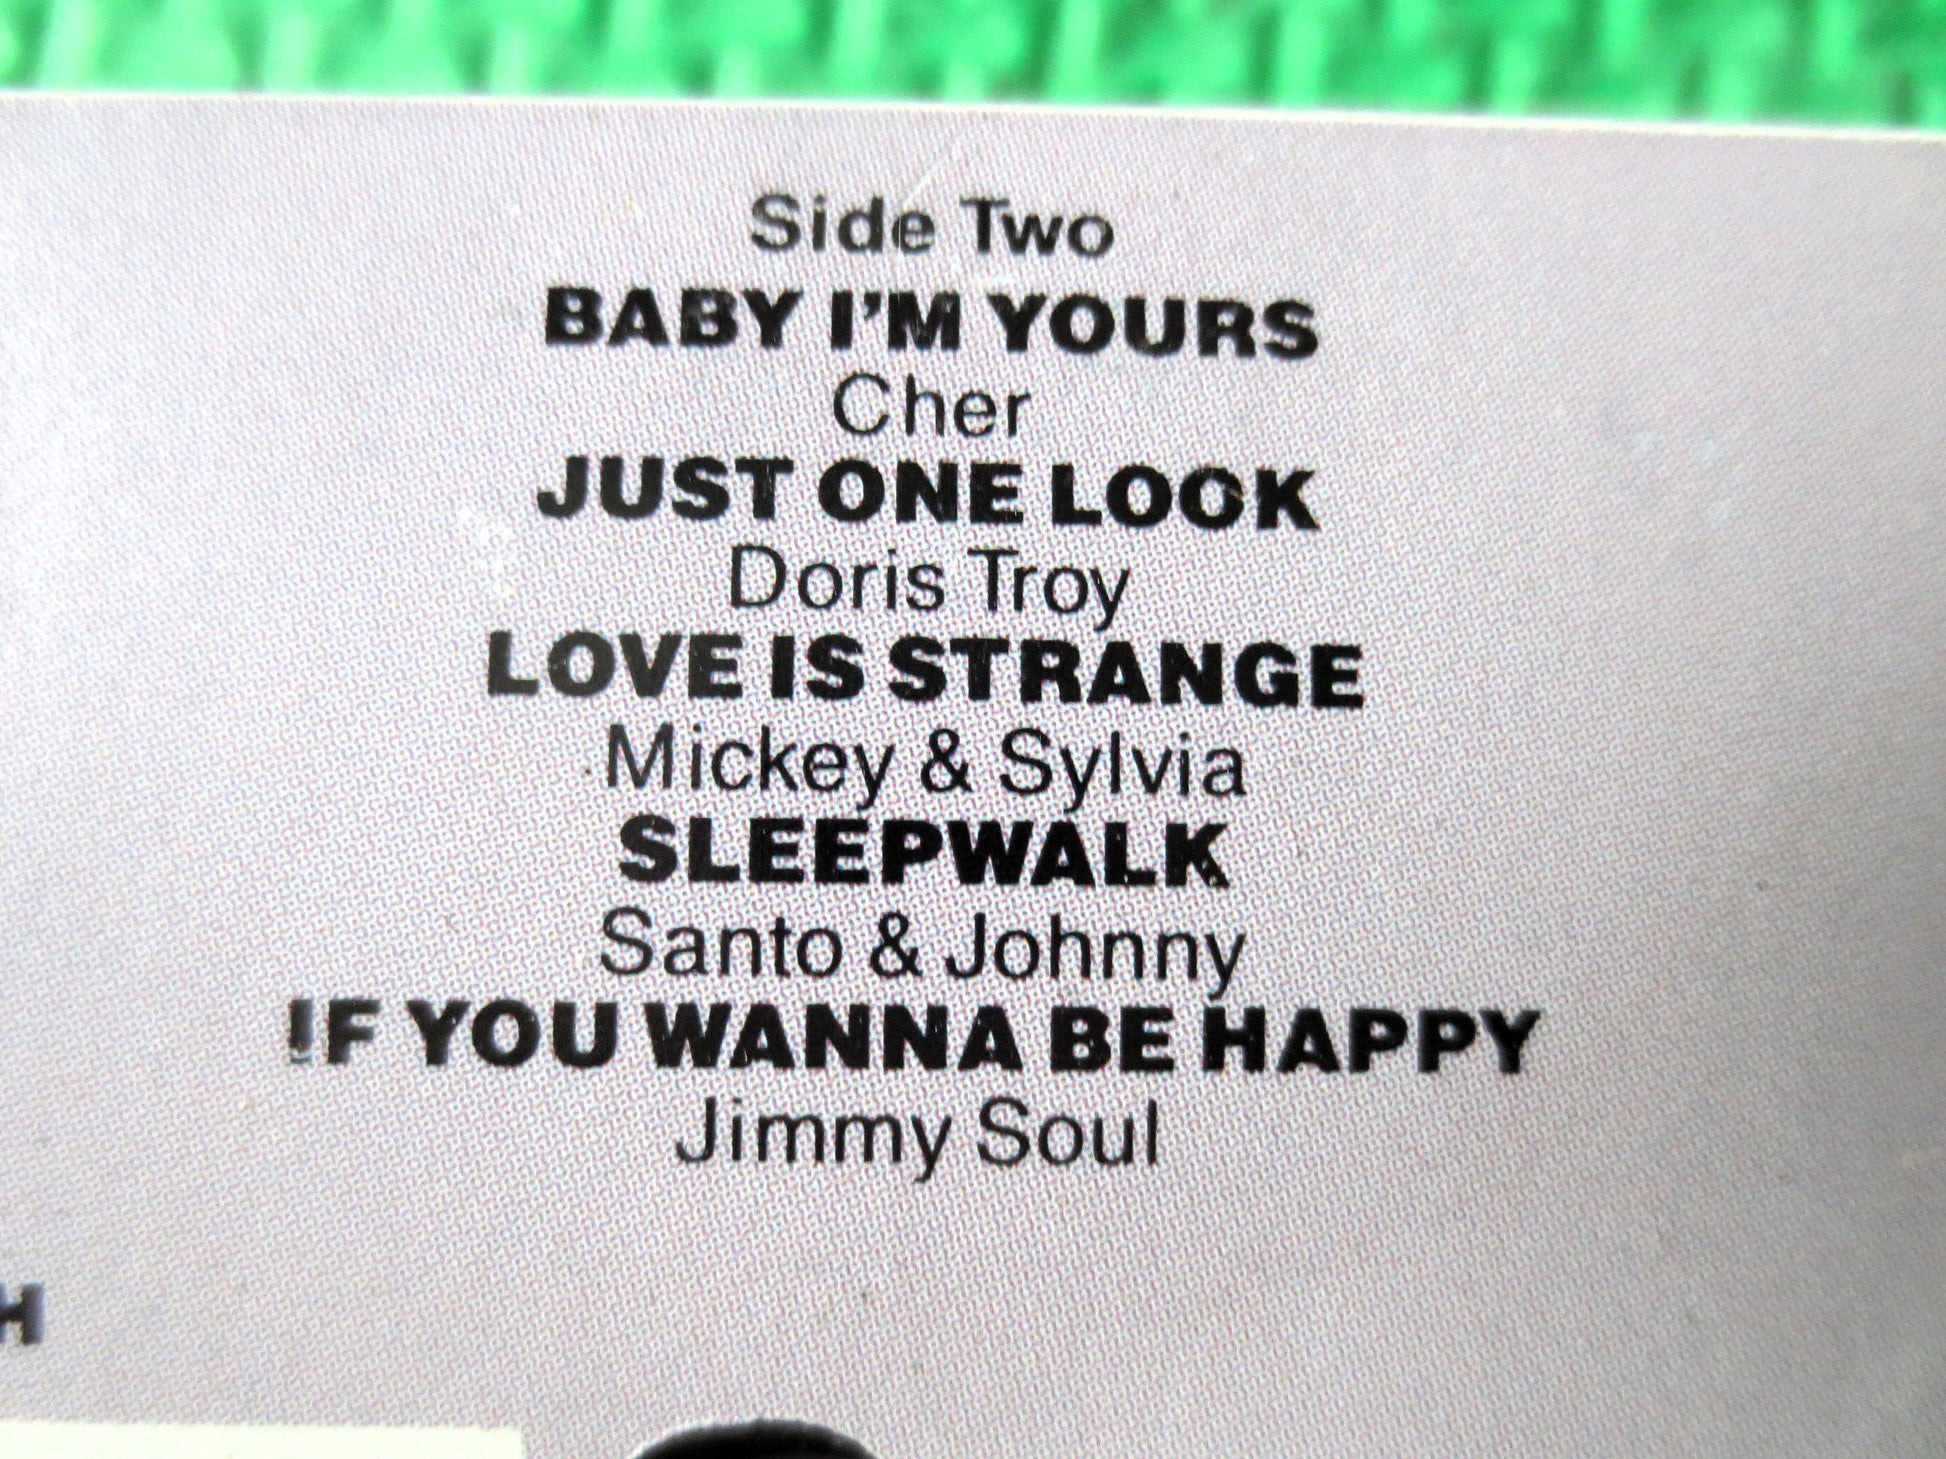 Side Two
BABY I'M YOURS
Cher
JUST ONE LOOK
Doris Troy
LOVE IS STRANGE
Mickey & Sylvia
SLEEPWALK
Santo & Johnny
IF YOU WANNA BE HAPPY
Jimmy Soul
H